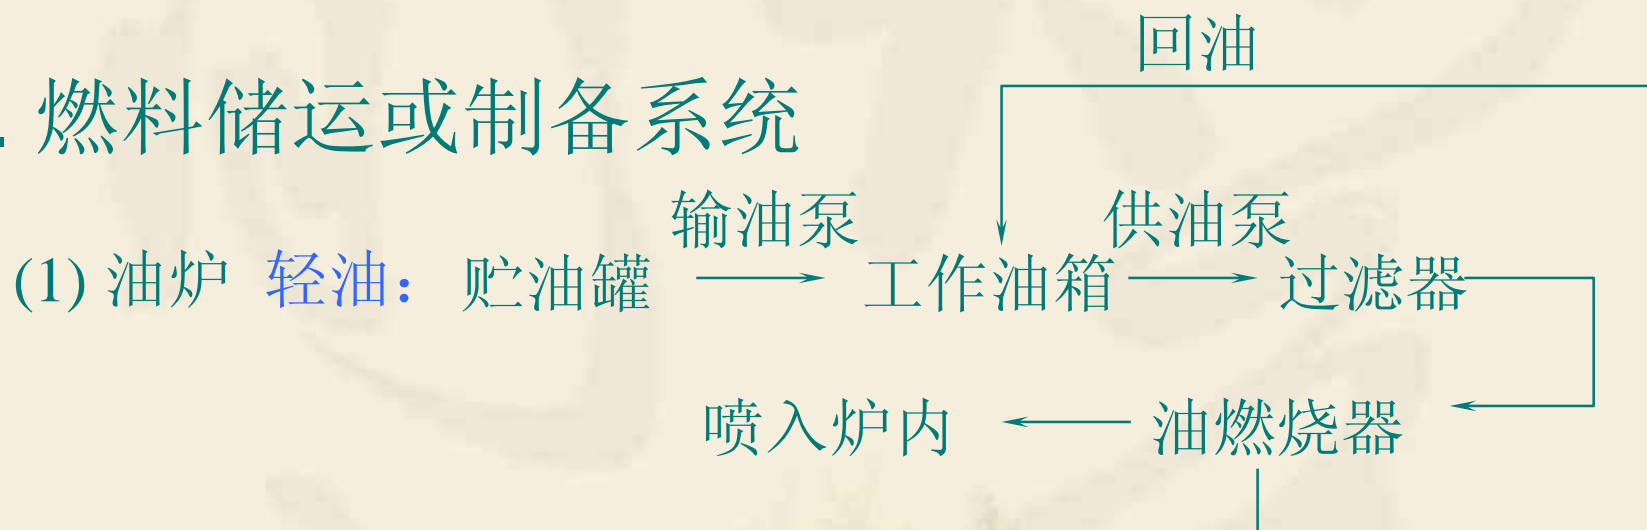 回油
. 燃料储运或制备系统
输油泵 供油泵
(1) 油炉 轻油： 贮油罐 工作油箱 过滤器
喷入炉内 油燃烧器